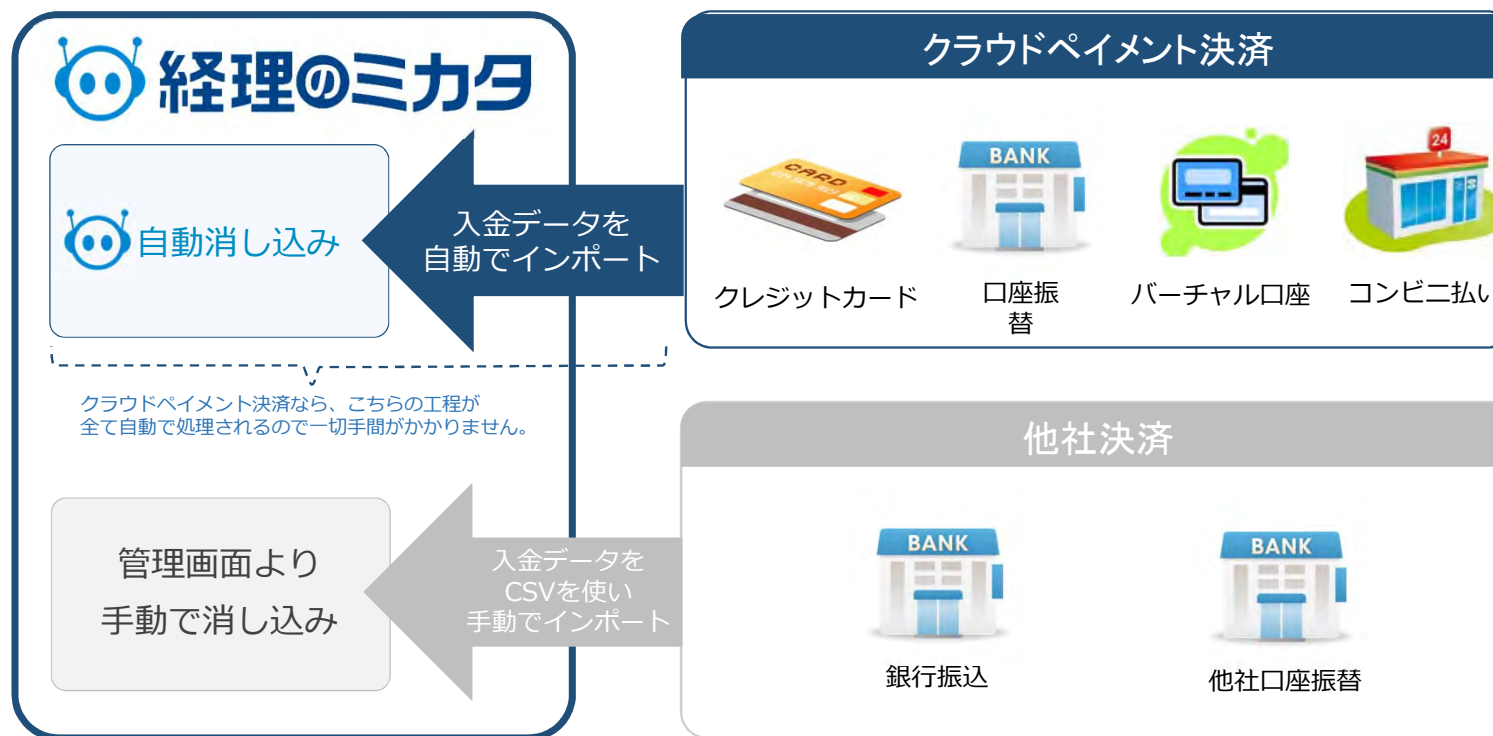 経理のミカタ
自動消し込み
入金データを
自動でインポート
クラウドペイメント決済
CARD
クレジットカード
BANK
口座振
替
バーチャル口座
24
コンビニ払い
クラウドペイメント決済なら、こちらの工程が
全て自動で処理されるので一切手間がかかりません。
管理画面より
手動で消し込み
入金データを
CSVを使い
手動でインポート
他社決済
BANK
銀行振込
BANK
他社口座振替